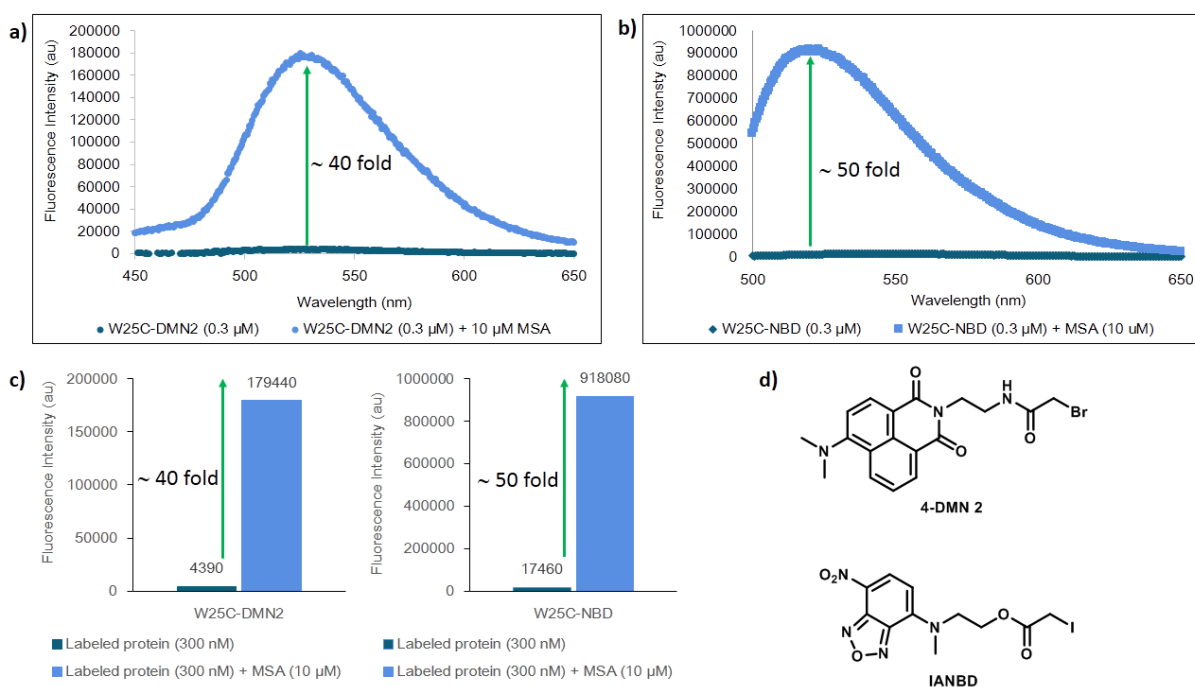 a)
Fluorescence Intensity (au)
200000
180000
160000
140000
120000
100000
80000
60000
40000
20000
0
~ 40 fold
450
500
550
600
650
Wavelength (nm)
W25C-DMN2 (0.3 µM)
W25C-DMN2 (0.3 µM) + 10 µM MSA
b)
Fluorescence Intensity (au)
1000000
900000
800000
700000
600000
500000
400000
300000
200000
100000
0
~ 50 fold
500
550
600
650
Wavelength (nm)
W25C-NBD (0.3 µM)
W25C-NBD (0.3 µM) + MSA (10 uM)
c)
Fluorescence Intensity (au)
200000
150000
100000
50000
0
179440
~ 40 fold
4390
W25C-DMN2
Labeled protein (300 nM)
Labeled protein (300 nM) + MSA (10 µM)
Fluorescence Intensity (au)
1000000
800000
600000
400000
200000
0
918080
~ 50 fold
17460
W25C-NBD
Labeled protein (300 nM)
Labeled protein (300 nM) + MSA (10 µM)
d)
O
H
N
N
Br
O
N
O
4-DMN 2
O₂N
O
N
I
N
O
N
O
IANBD